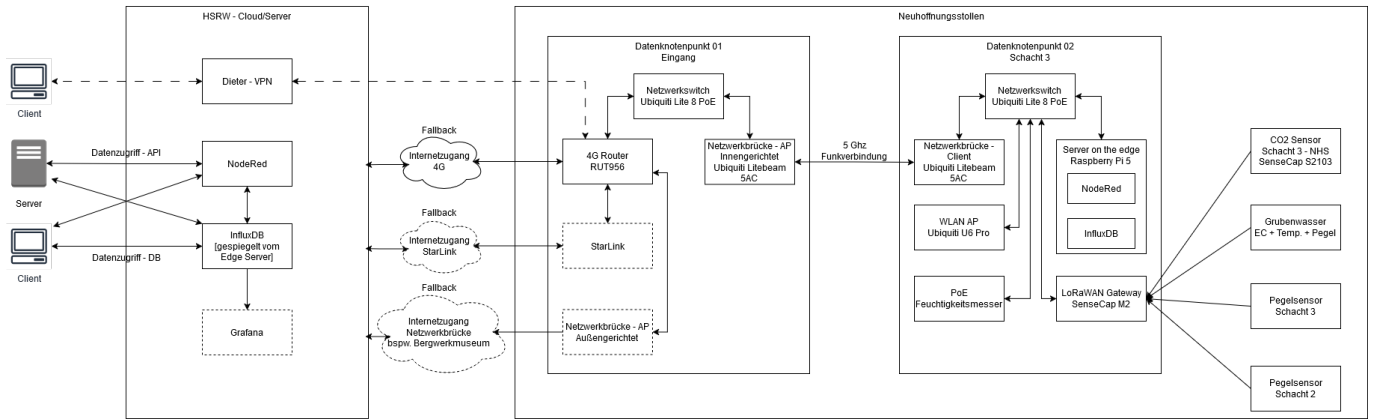 HSRW - Cloud/Server
Neuhoffnungsstollen
Client
Server
Client
Datenzugriff - API
Datenzugriff - DB
Dieter - VPN
NodeRed
InfluxDB
[gespiegelt vom
Edge Server]
Grafana
Fallback
Internetzugang
4G
Fallback
Internetzugang
StarLink
Fallback
Internetzugang
Netzwerkbrücke
bspw. Bergwerkmuseum
Datenknotenpunkt 01
Eingang
Netzwerkswitch
Ubiquiti Lite 8 PoE
4G Router
RUT956
Netzwerkbrücke - AP
Innengerichtet
Ubiquiti Litebeam
5AC
StarLink
Netzwerkbrücke - AP
Außengerichtet
5 Ghz
Funkverbindung
Datenknotenpunkt 02
Schacht 3
Netzwerkswitch
Ubiquiti Lite 8 PoE
Netzwerkbrücke -
Client
Ubiquiti Litebeam
5AC
Server on the edge
Raspberry Pi 5
NodeRed
InfluxDB
WLAN AP
Ubiquiti U6 Pro
PoE
Feuchtigkeitsmesser
LoRaWAN Gateway
SenseCap M2
CO2 Sensor
Schacht 3 - NHS
SenseCap S2103
Grubenwasser
EC + Temp. + Pegel
Pegelsensor
Schacht 3
Pegelsensor
Schacht 2